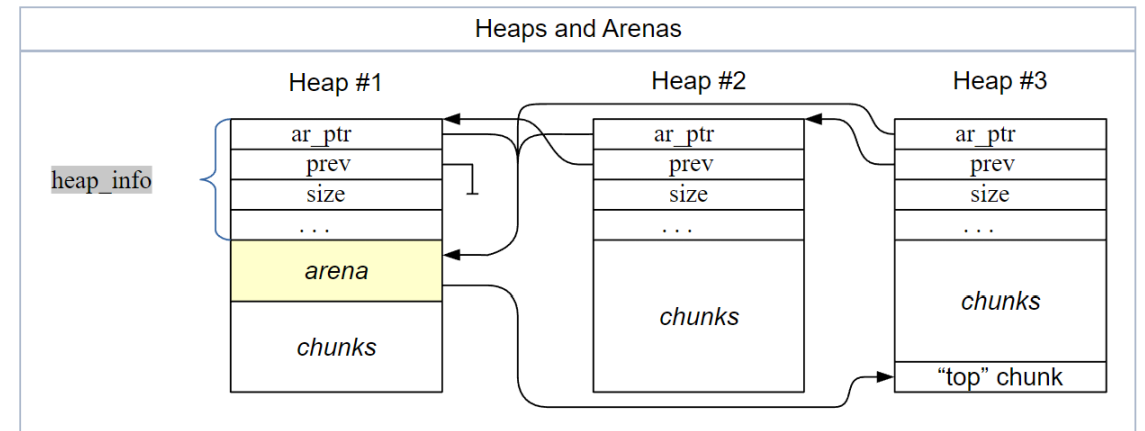 Heaps and Arenas
Heap #1
Heap #2
Heap #3
heap_info
ar_ptr
prev
size
. . .
arena
chunks
ar_ptr
prev
size
. . .
chunks
ar_ptr
prev
size
. . .
chunks
“top” chunk